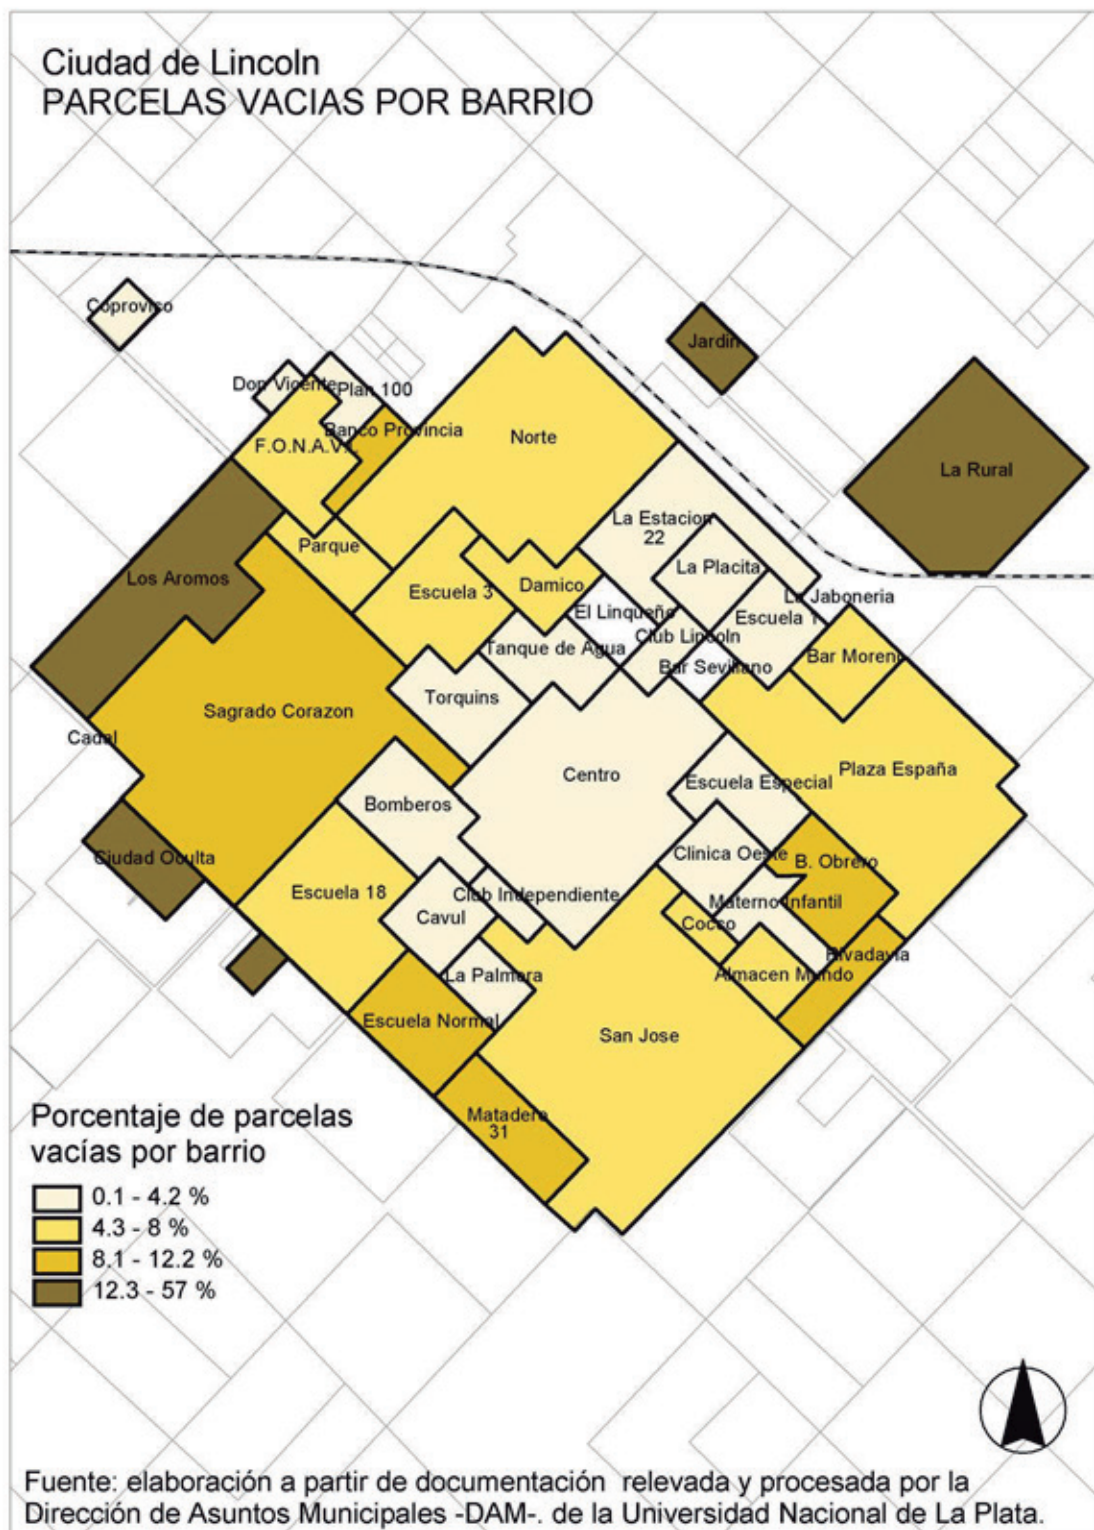 Ciudad de Lincoln
PARCELAS VACIAS POR BARRIO
Coproviso
Jardin
Don Vicente
Plan 100
Banco Provincia
F.O.N.A.V.I.
Norte
La Rural
La Estacion
22
Parque
Los Aromos
Escuela 3
Damico
La Placita
La Jaboneria
El Linqueño
Escuela 1
Club Lincoln
Tanque de Agua
Bar Sevillano
Bar Moreno
Torquins
Sagrado Corazon
Cadal
Centro
Plaza España
Escuela Especial
Bomberos
Ciudad Oculta
Clinica Oeste
B. Obrero
Escuela 18
Club Independiente
Materno Infantil
Cavul
Cocco
Rivadavia
La Palmera
Almacen Mundo
Escuela Normal
San Jose
Matadero
31
Porcentaje de parcelas
vacías por barrio
0.1 - 4.2 %
4.3 - 8 %
8.1 - 12.2 %
12.3 - 57 %
Fuente: elaboración a partir de documentación relevada y procesada por la
Dirección de Asuntos Municipales -DAM-. de la Universidad Nacional de La Plata.